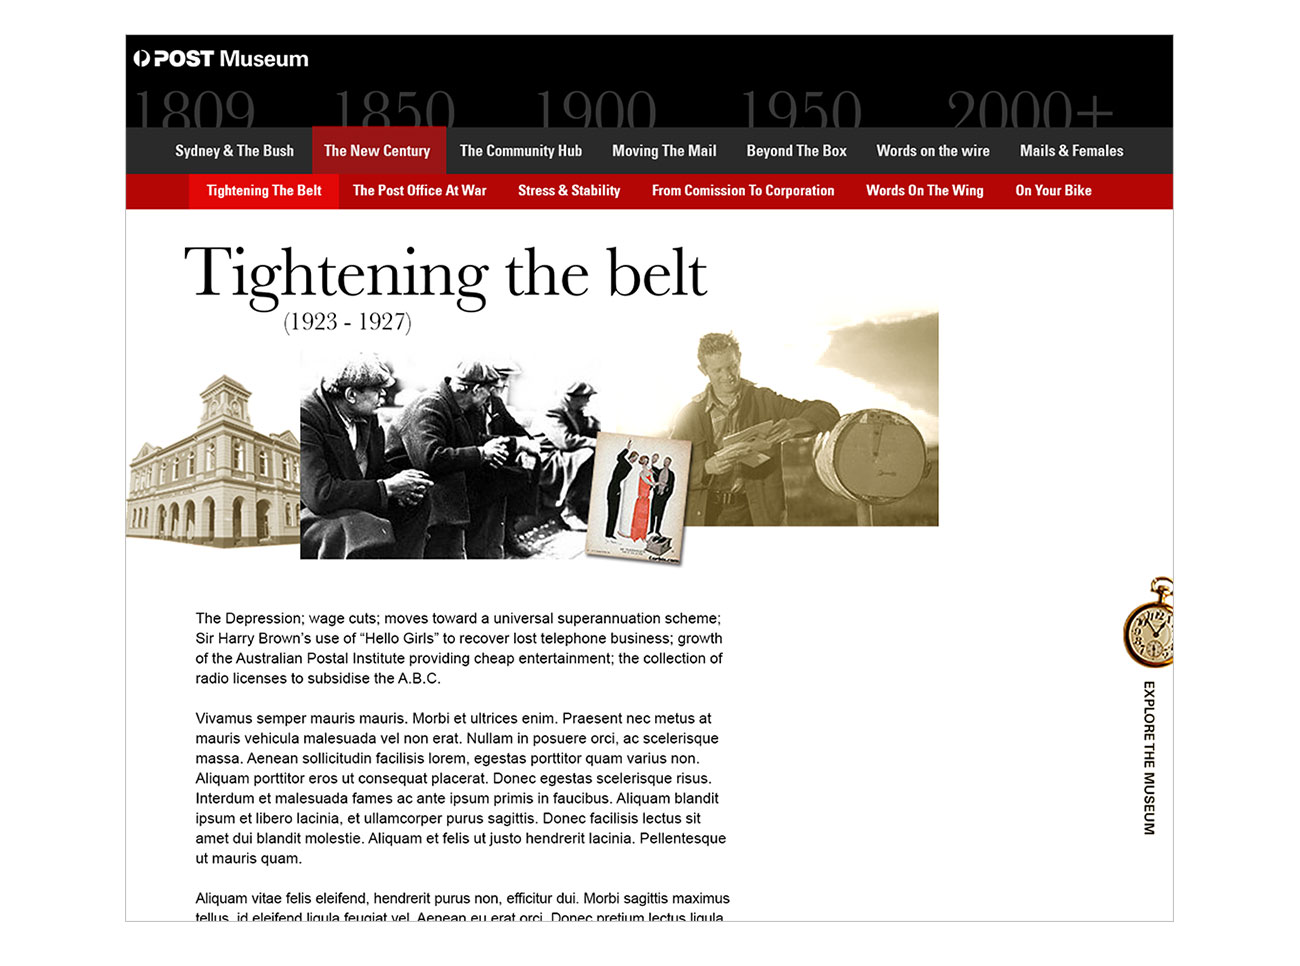 POST Museum
1809 1850 1900 1950 2000+
Sydney & The Bush The New Century The Community Hub Moving The Mail Beyond The Box Words on the wire Mails & Females
Tightening The Belt The Post Office At War Stress & Stability From Comission To Corporation Words On The Wing On Your Bike
Tightening the belt
(1923 - 1927)
The Depression; wage cuts; moves toward a universal superannuation scheme;
Sir Harry Brown's use of “Hello Girls” to recover lost telephone business; growth
of the Australian Postal Institute providing cheap entertainment; the collection of
radio licenses to subsidise the A.B.C.
Vivamus semper mauris mauris. Morbi et ultrices enim. Praesent nec metus at
mauris vehicula malesuada vel non erat. Nullam in posuere orci, ac scelerisque
massa. Aenean sollicitudin facilisis lorem, egestas porttitor quam varius non.
Aliquam porttitor eros ut consequat placerat. Donec egestas scelerisque risus.
Interdum et malesuada fames ac ante ipsum primis in faucibus. Aliquam blandit
ipsum et libero lacinia, et ullamcorper purus sagittis. Donec facilisis lectus sit
amet dui blandit molestie. Aliquam et felis ut justo hendrerit lacinia. Pellentesque
ut mauris quam.
Aliquam vitae felis eleifend, hendrerit purus non, efficitur dui. Morbi sagittis maximus
tellus, id eleifend ligula feugiat vel. Aenean eu erat orci. Donec pretium lectus ligula
EXPLORE THE MUSEUM